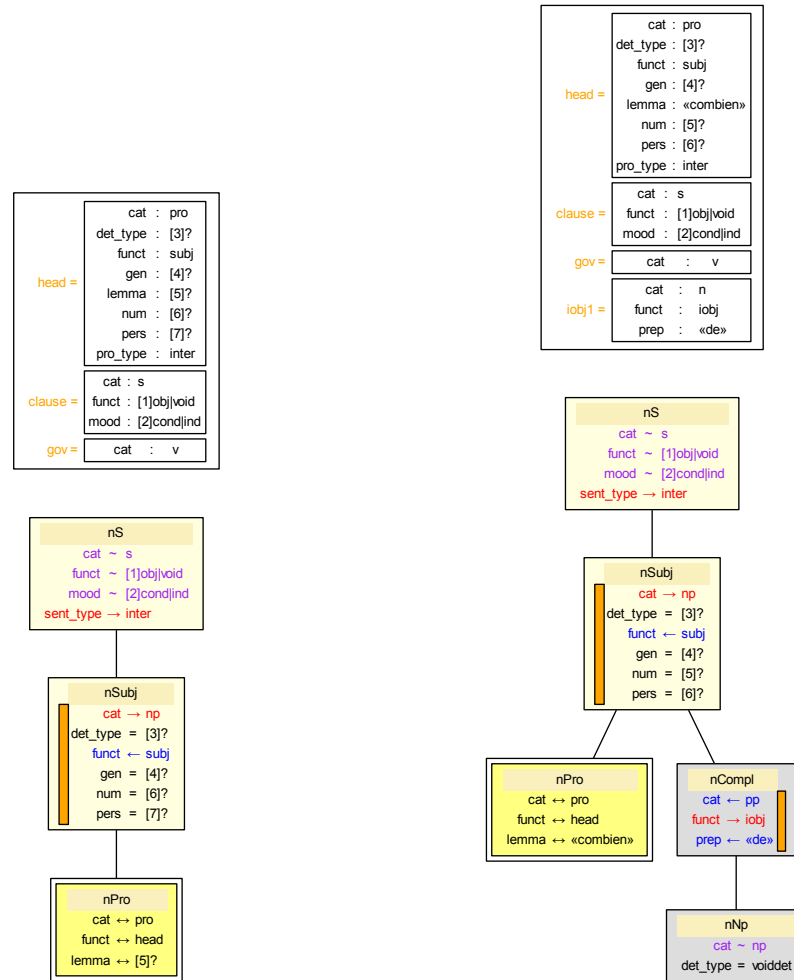 cat : pro
det_type : [3]?
funct : subj
gen : [4]?
head =
lemma : [5]?
num : [6]?
pers : [7]?
pro_type : inter
cat : s
clause =
funct : [1]obj|void
mood : [2]cond|ind
gov =
cat : v
nS
cat ~ s
funct ~ [1]obj|void
mood ~ [2]cond|ind
sent_type → inter
nSubj
cat → np
det_type = [3]?
funct ← subj
gen = [4]?
num = [6]?
pers = [7]?
nPro
cat ↔ pro
funct ↔ head
lemma ↔ [5]?
cat : pro
det_type : [3]?
funct : subj
gen : [4]?
head =
lemma : «combien»
num : [5]?
pers : [6]?
pro_type : inter
cat : s
clause =
funct : [1]obj|void
mood : [2]cond|ind
gov =
cat : v
cat : n
iobj1 =
funct : iobj
prep : «de»
nS
cat ~ s
funct ~ [1]obj|void
mood ~ [2]cond|ind
sent_type → inter
nSubj
cat → np
det_type = [3]?
funct ← subj
gen = [4]?
num = [5]?
pers = [6]?
nPro
cat ↔ pro
funct ↔ head
lemma ↔ «combien»
nCompl
cat ← pp
funct → iobj
prep ← «de»
nNp
cat ~ np
det_type = voiddet